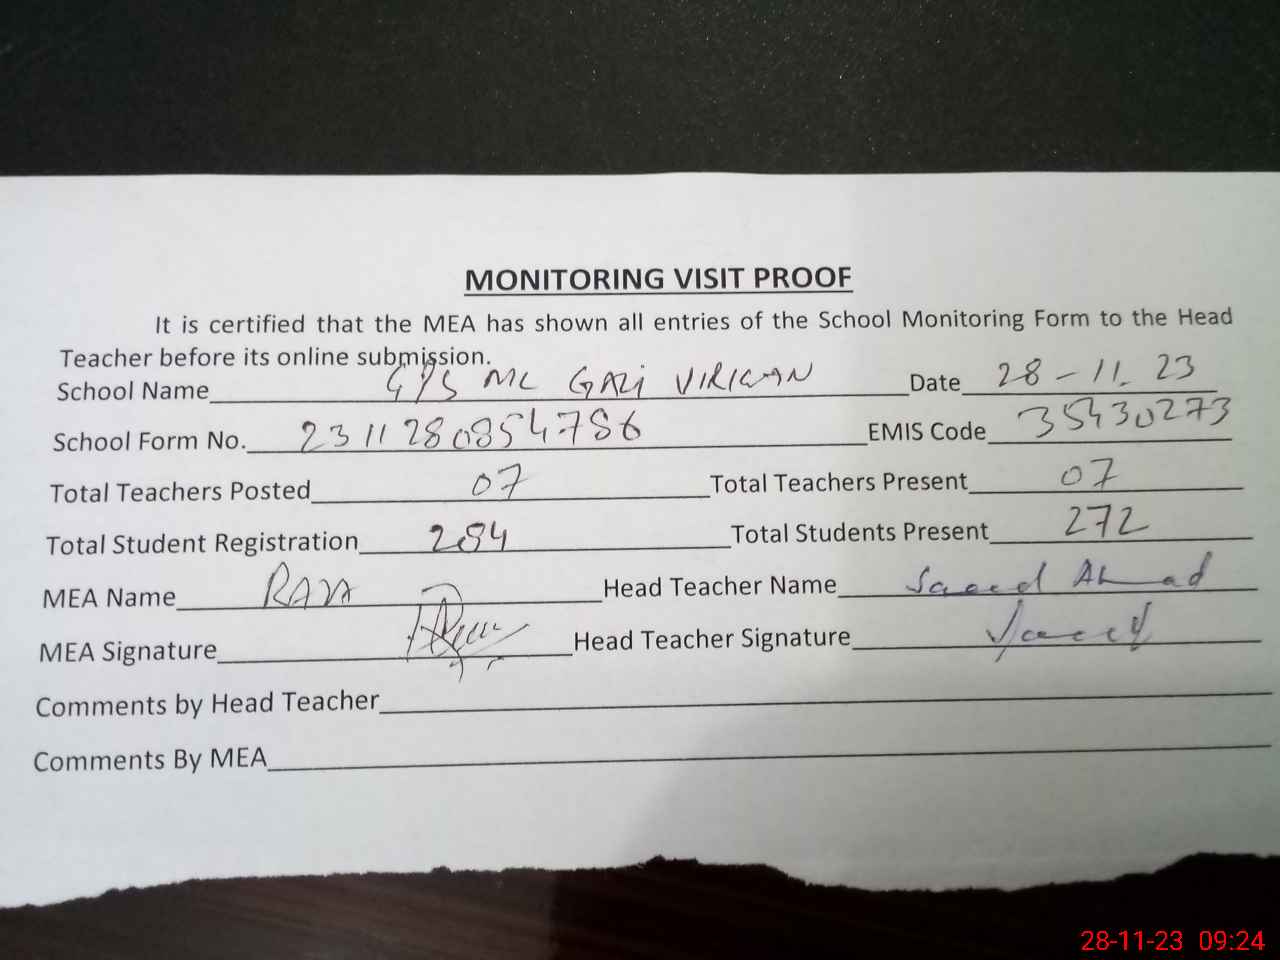 MONITORING VISIT PROOF
It is certified that the MEA has shown all entries of the School Monitoring Form to the Head
Teacher before its online submission.
School Name GPS MC GAZI VIRKAN Date 28-11-23
School Form No. 2311280854786 EMIS Code 35430273
Total Teachers Posted 07 Total Teachers Present 07
Total Student Registration 284 Total Students Present 272
MEA Name Head Teacher Name Saeed Ahmad
MEA Signature Head Teacher Signature Saeed
Comments by Head Teacher
Comments By MEA
28-11-23 09:24